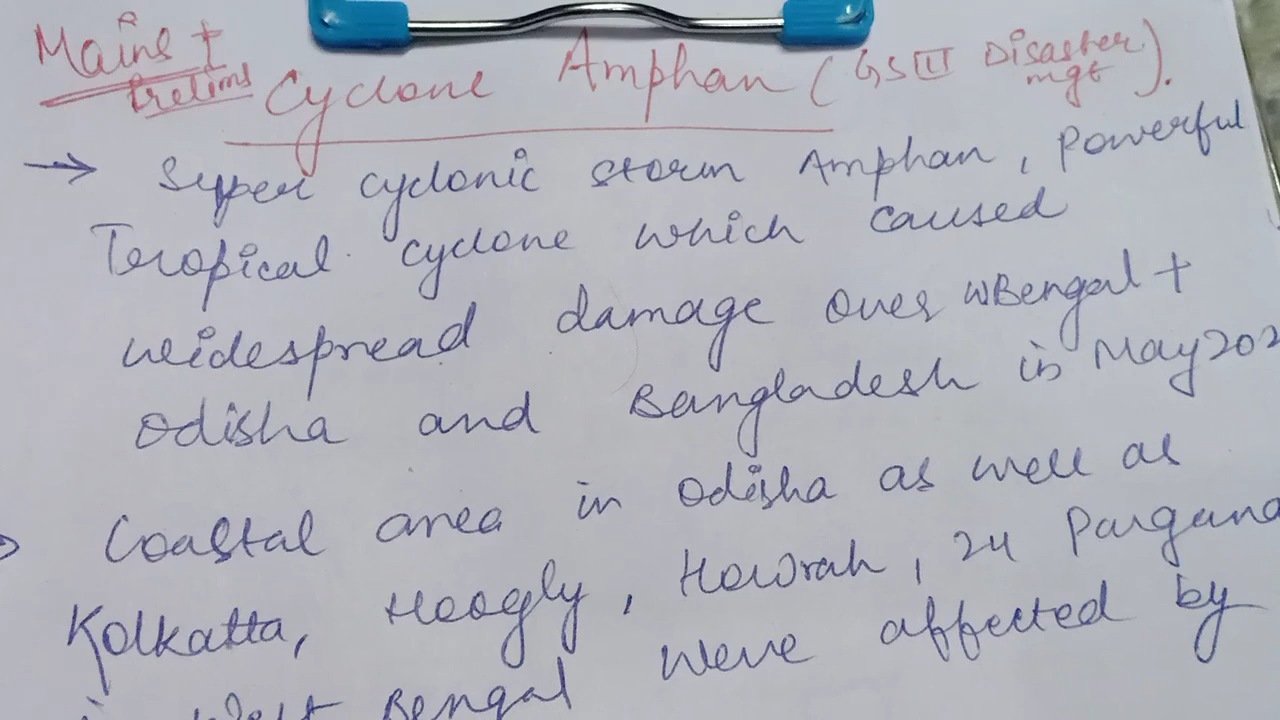 Mains +
Prelims
Cyclone Amphan (GS III Disaster
mgt).
→ Super cyclonic storm Amphan, Powerful
Tropical cyclone which caused
widespread damage over WBengal +
Odisha and Bangladesh in May 202
Coastal area in Odisha as well as
Kolkatta, Hoogly, Howrah, 24 Pargana
West Bengal were affected by